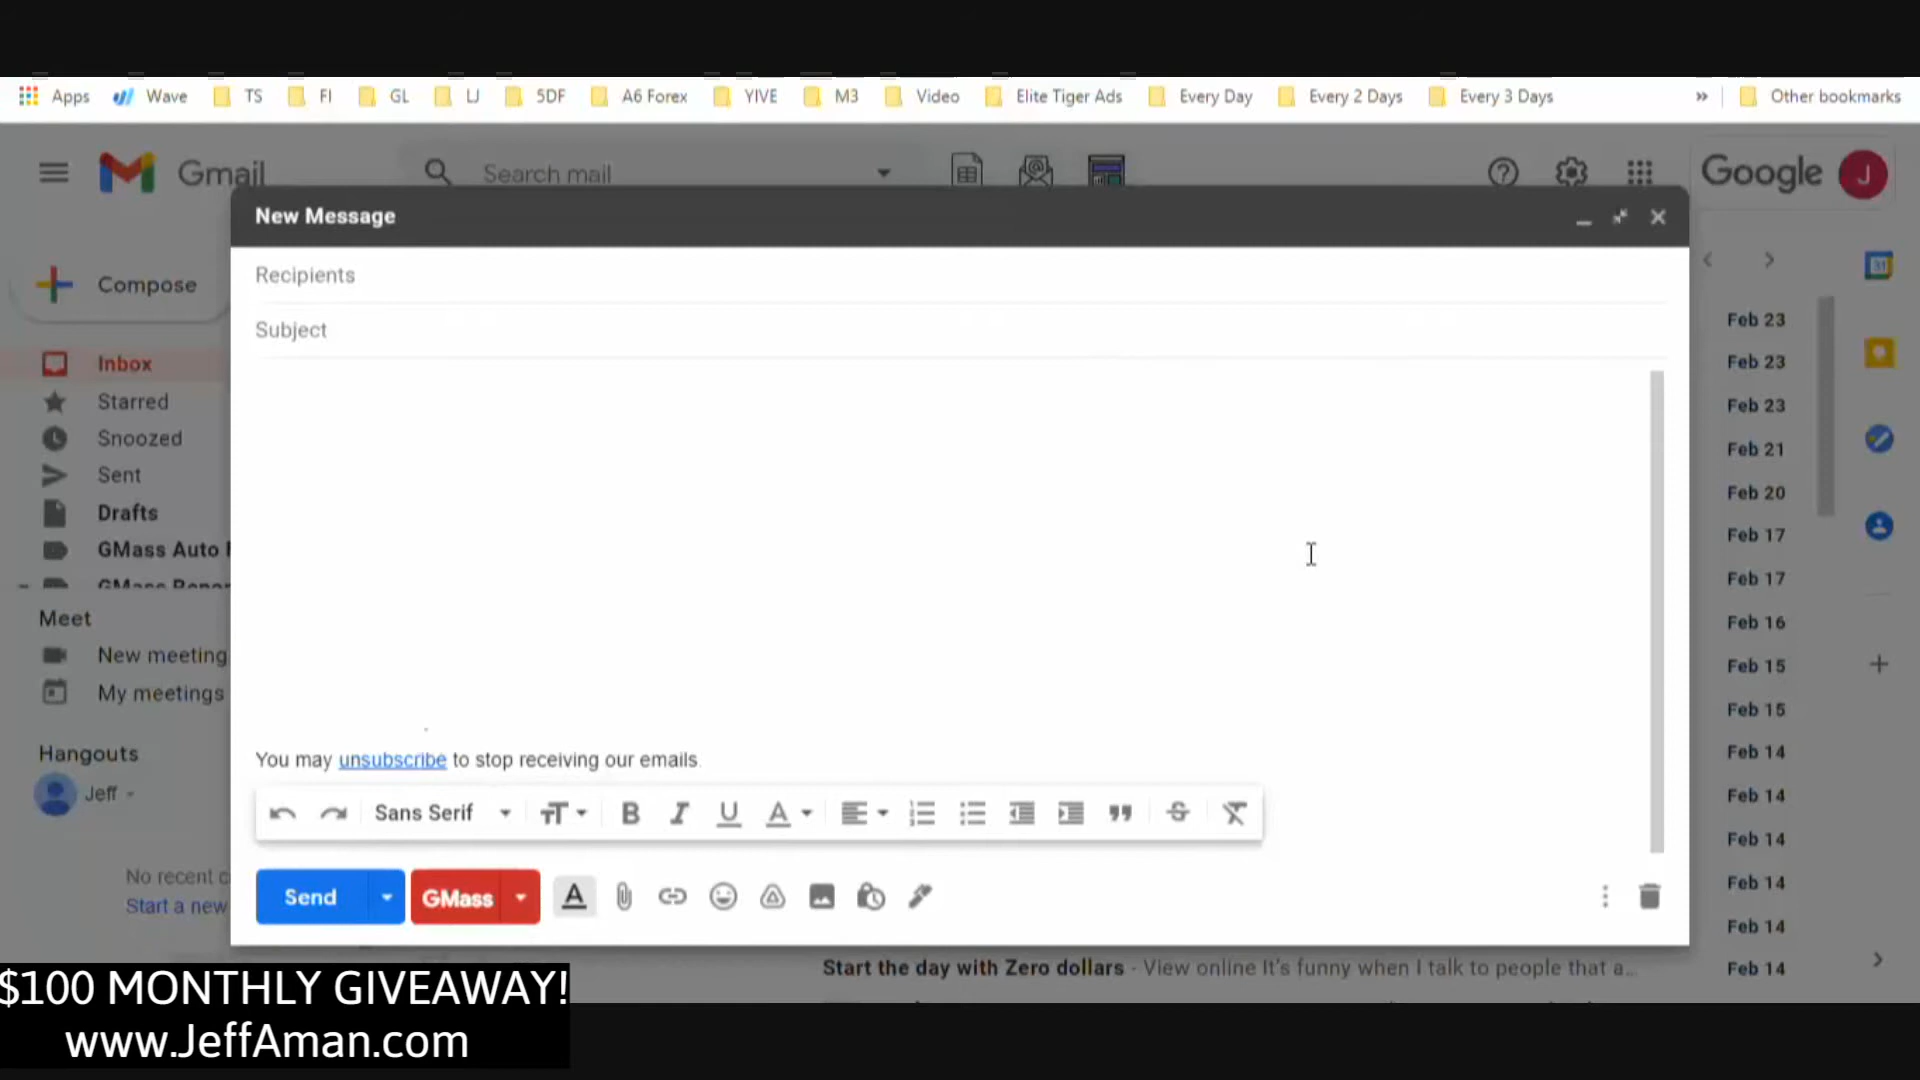 Apps Wave TS FI GL LJ 5DF A6 Forex YIVE M3 Video Elite Tiger Ads Every Day Every 2 Days Every 3 Days » Other bookmarks
Gmail Search mail Google J
New Message
Recipients
Subject
Compose
Inbox
Starred
Snoozed
Sent
Drafts
GMass Auto
GMass
Meet
New meeting
My meetings
Hangouts
Jeff
No recent
Start a new
You may unsubscribe to stop receiving our emails.
Sans Serif
Send GMass
31
Feb 23
Feb 23
Feb 23
Feb 21
Feb 20
Feb 17
Feb 17
Feb 16
Feb 15
Feb 15
Feb 14
Feb 14
Feb 14
Feb 14
Feb 14
Start the day with Zero dollars - View online It's funny when I talk to people that a... Feb 14
$100 MONTHLY GIVEAWAY!
www.JeffAman.com